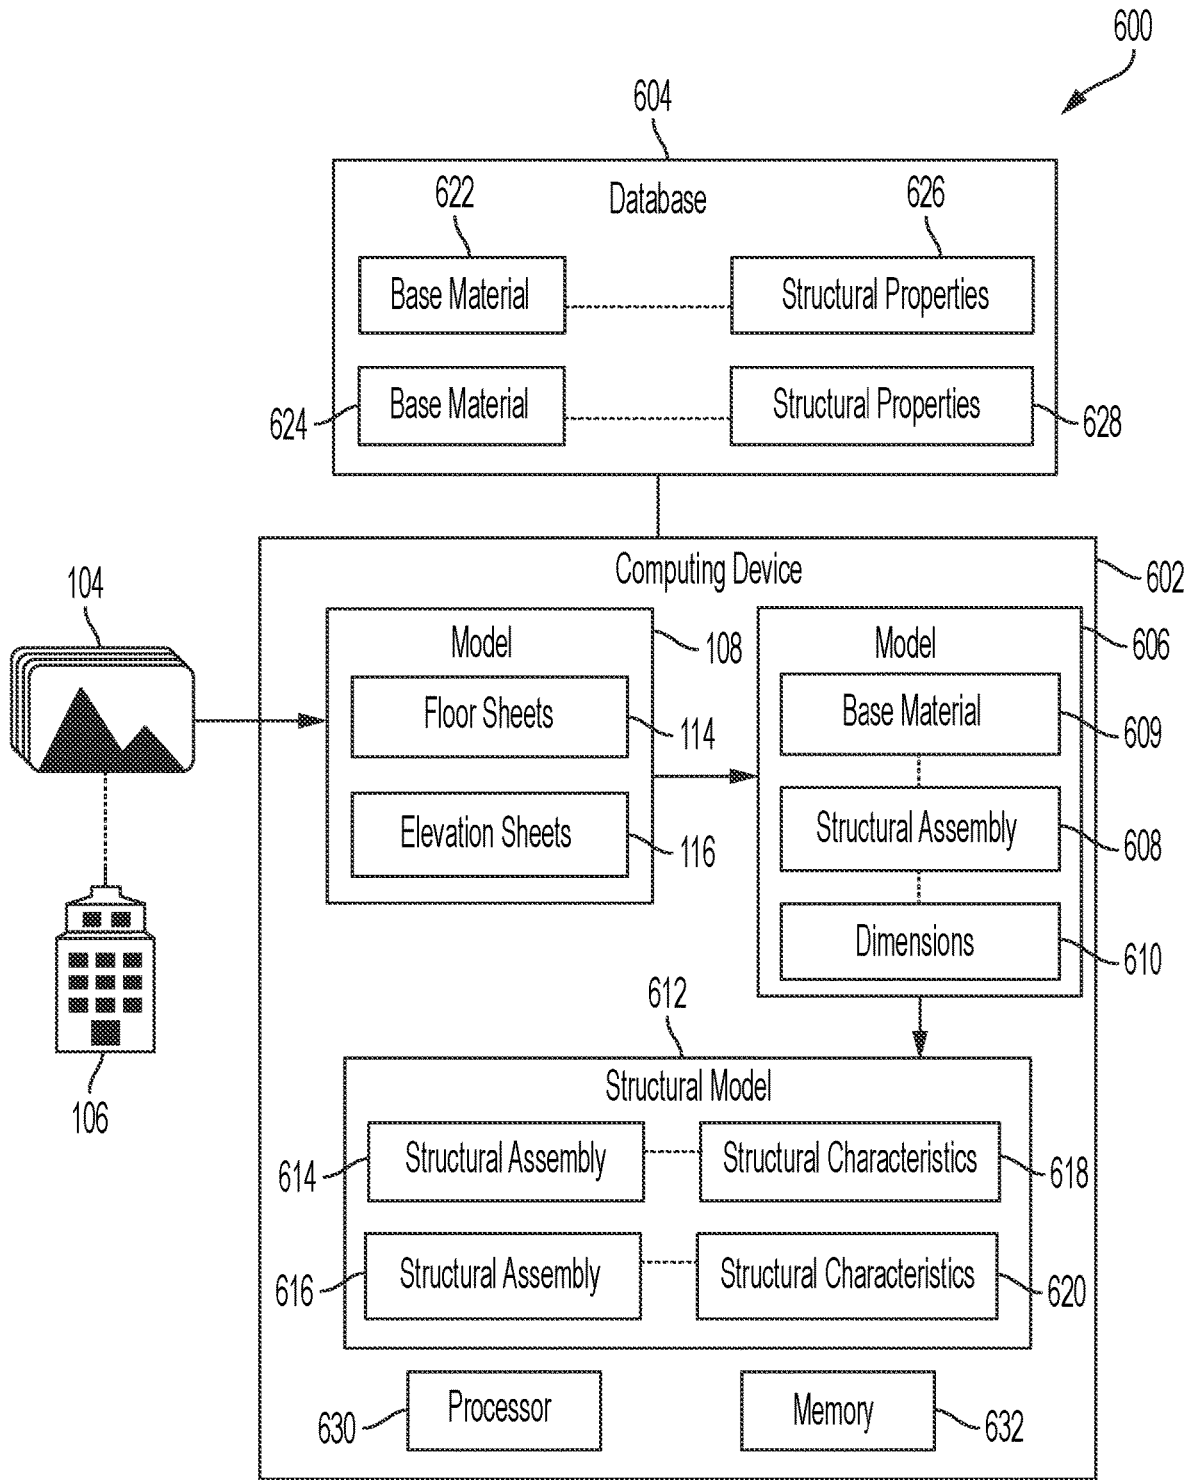 600
604
Database
622
626
Base Material
Structural Properties
624
Base Material
Structural Properties
628
Computing Device
602
104
Model
108
Model
606
Floor Sheets
114
Base Material
609
Elevation Sheets
116
Structural Assembly
608
Dimensions
610
106
612
Structural Model
614
Structural Assembly
Structural Characteristics
618
616
Structural Assembly
Structural Characteristics
620
630
Processor
Memory
632